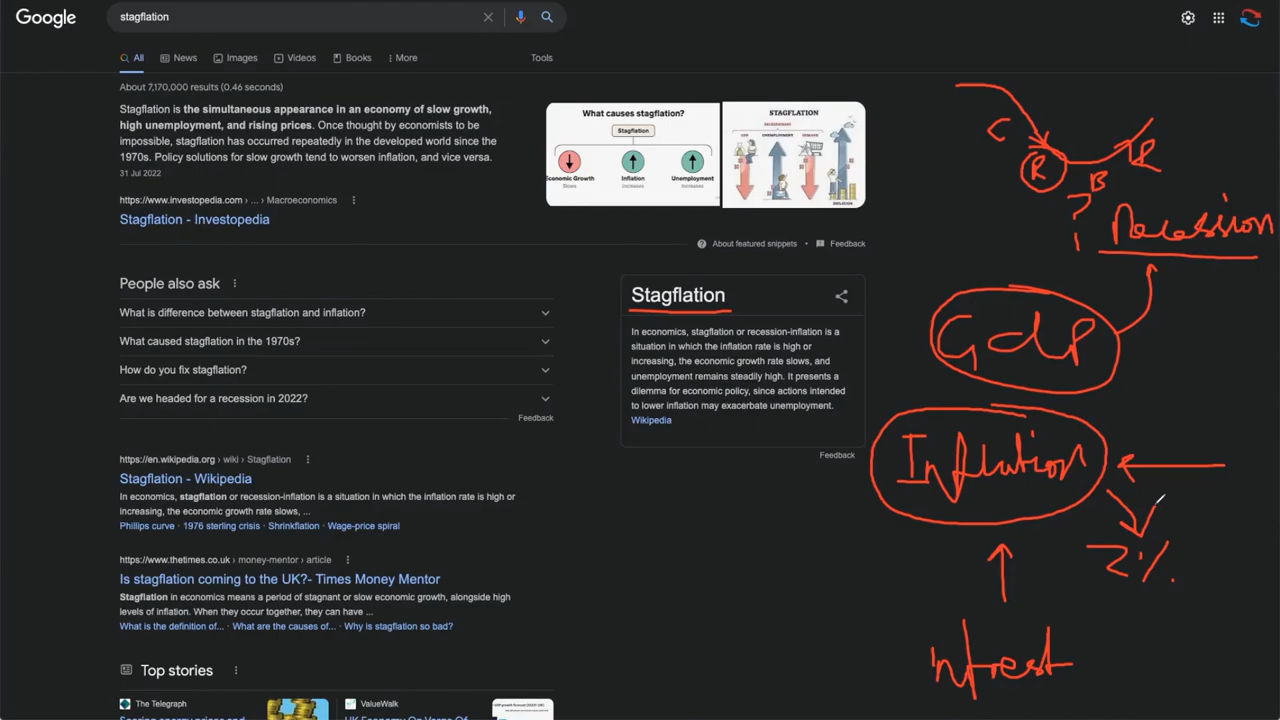 Google
stagflation
All News Images Videos Books More Tools
About 7,170,000 results (0.46 seconds)
Stagflation is the simultaneous appearance in an economy of slow growth,
high unemployment, and rising prices. Once thought by economists to be
impossible, stagflation has occurred repeatedly in the developed world since the
1970s. Policy solutions for slow growth tend to worsen inflation, and vice versa.
31 Jul 2022
https://www.investopedia.com › ... › Macroeconomics
Stagflation - Investopedia
What causes stagflation?
Stagflation
Economic Growth Inflation Unemployment
Slows Increases Increases
STAGFLATION
GDP UNEMPLOYMENT DEMAND
INFLATION
About featured snippets • Feedback
People also ask
What is difference between stagflation and inflation?
What caused stagflation in the 1970s?
How do you fix stagflation?
Are we headed for a recession in 2022?
Feedback
Stagflation
In economics, stagflation or recession-inflation is a
situation in which the inflation rate is high or
increasing, the economic growth rate slows, and
unemployment remains steadily high. It presents a
dilemma for economic policy, since actions intended
to lower inflation may exacerbate unemployment.
Wikipedia
Feedback
https://en.wikipedia.org › wiki › Stagflation
Stagflation - Wikipedia
In economics, stagflation or recession-inflation is a situation in which the inflation rate is high or
increasing, the economic growth rate slows, ...
Phillips curve · 1976 sterling crisis · Shrinkflation · Wage-price spiral
https://www.thetimes.co.uk › money-mentor › article
Is stagflation coming to the UK?- Times Money Mentor
Stagflation in economics means a period of stagnant or slow economic growth, alongside high
levels of inflation. When they occur together, they can have ...
What is the definition of... · What are the causes of... · Why is stagflation so bad?
Top stories
The Telegraph
ValueWalk
C
R
B
?
Recession
GdP
Inflation
2%
Intrest